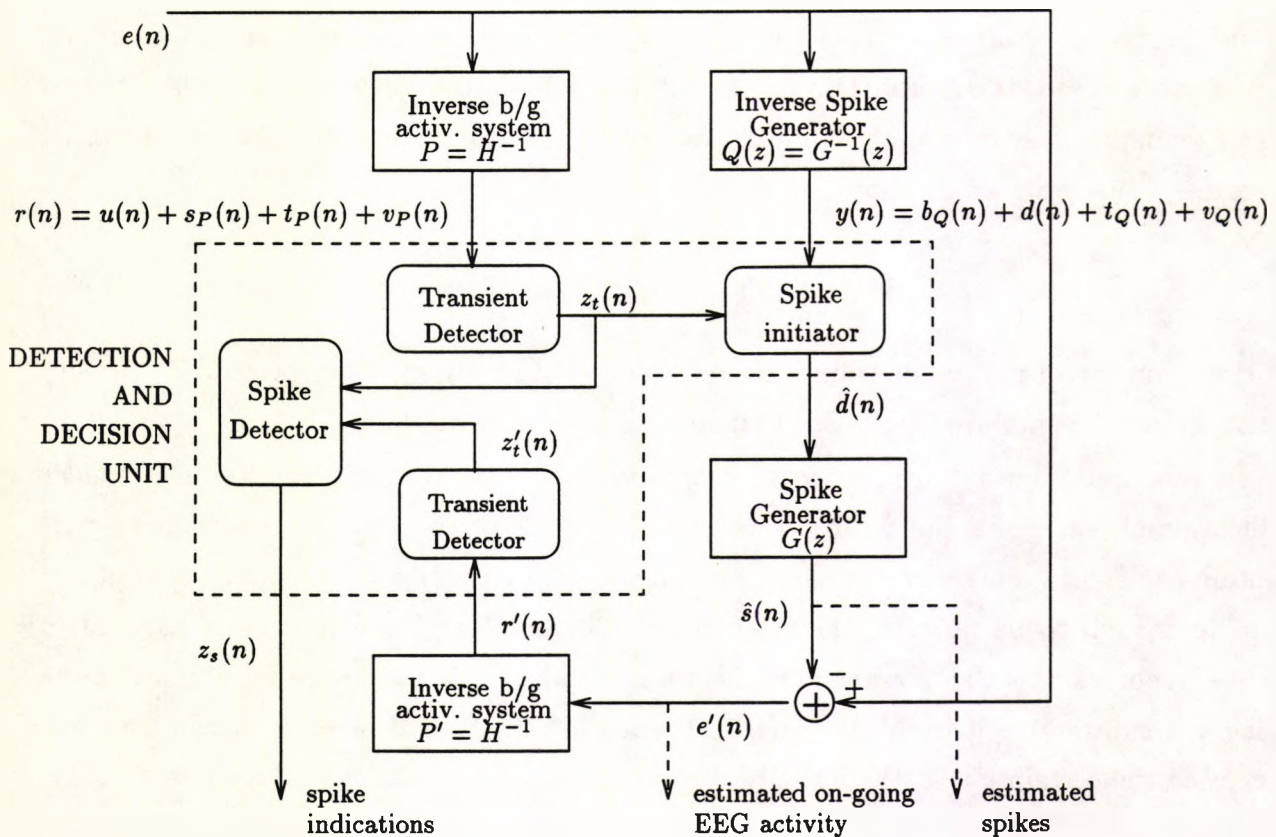 e(n)
Inverse b/g
activ. system
P = H⁻¹
Inverse Spike
Generator
Q(z) = G⁻¹(z)
r(n) = u(n) + s_P(n) + t_P(n) + v_P(n)
y(n) = b_Q(n) + d(n) + t_Q(n) + v_Q(n)
Transient
Detector
z_t(n)
Spike
initiator
DETECTION
AND
DECISION
UNIT
Spike
Detector
d̂(n)
z′_t(n)
Transient
Detector
Spike
Generator
G(z)
r′(n)
ŝ(n)
z_s(n)
Inverse b/g
activ. system
P′ = H⁻¹
−
+
+
e′(n)
spike
indications
estimated on-going
EEG activity
estimated
spikes